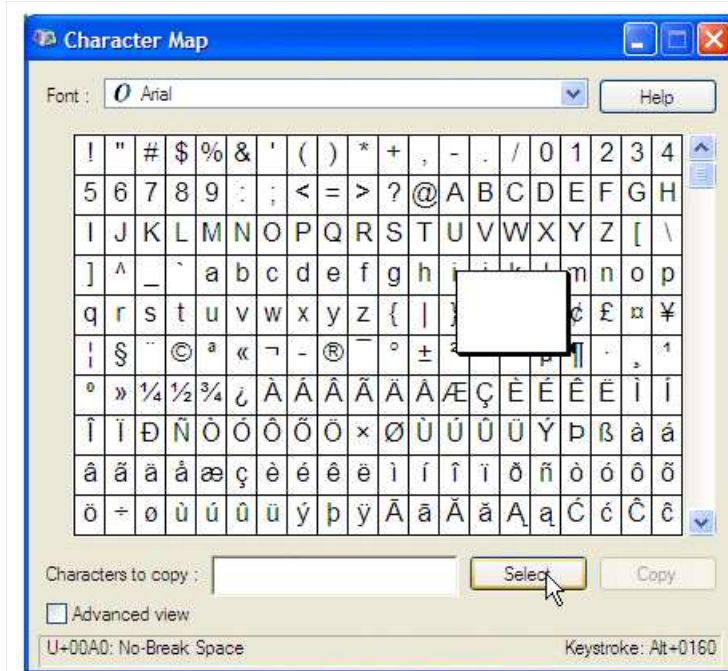 Character Map
Font : O Arial Help
! " # $ % & ' ( ) * + , - . / 0 1 2 3 4
5 6 7 8 9 : ; < = > ? @ A B C D E F G H
I J K L M N O P Q R S T U V W X Y Z [ \
] ^ _ ` a b c d e f g h m n o p
q r s t u v w x y z { | ¢ £ ¤ ¥
¦ § ¨ © ª « ¬ - ® ¯ ° ± ¶ · ¸ ¹
º » ¼ ½ ¾ ¿ À Á Â Ã Ä Å Æ Ç È É Ê Ë Ì Í
Î Ï Ð Ñ Ò Ó Ô Õ Ö × Ø Ù Ú Û Ü Ý Þ ß à á
â ã ä å æ ç è é ê ë ì í î ï ð ñ ò ó ô õ
ö ÷ ø ù ú û ü ý þ ÿ Ā ā Ă ă Ą ą Ć ć Ĉ ĉ
Characters to copy : Select Copy
Advanced view
U+00A0: No-Break Space Keystroke: Alt+0160